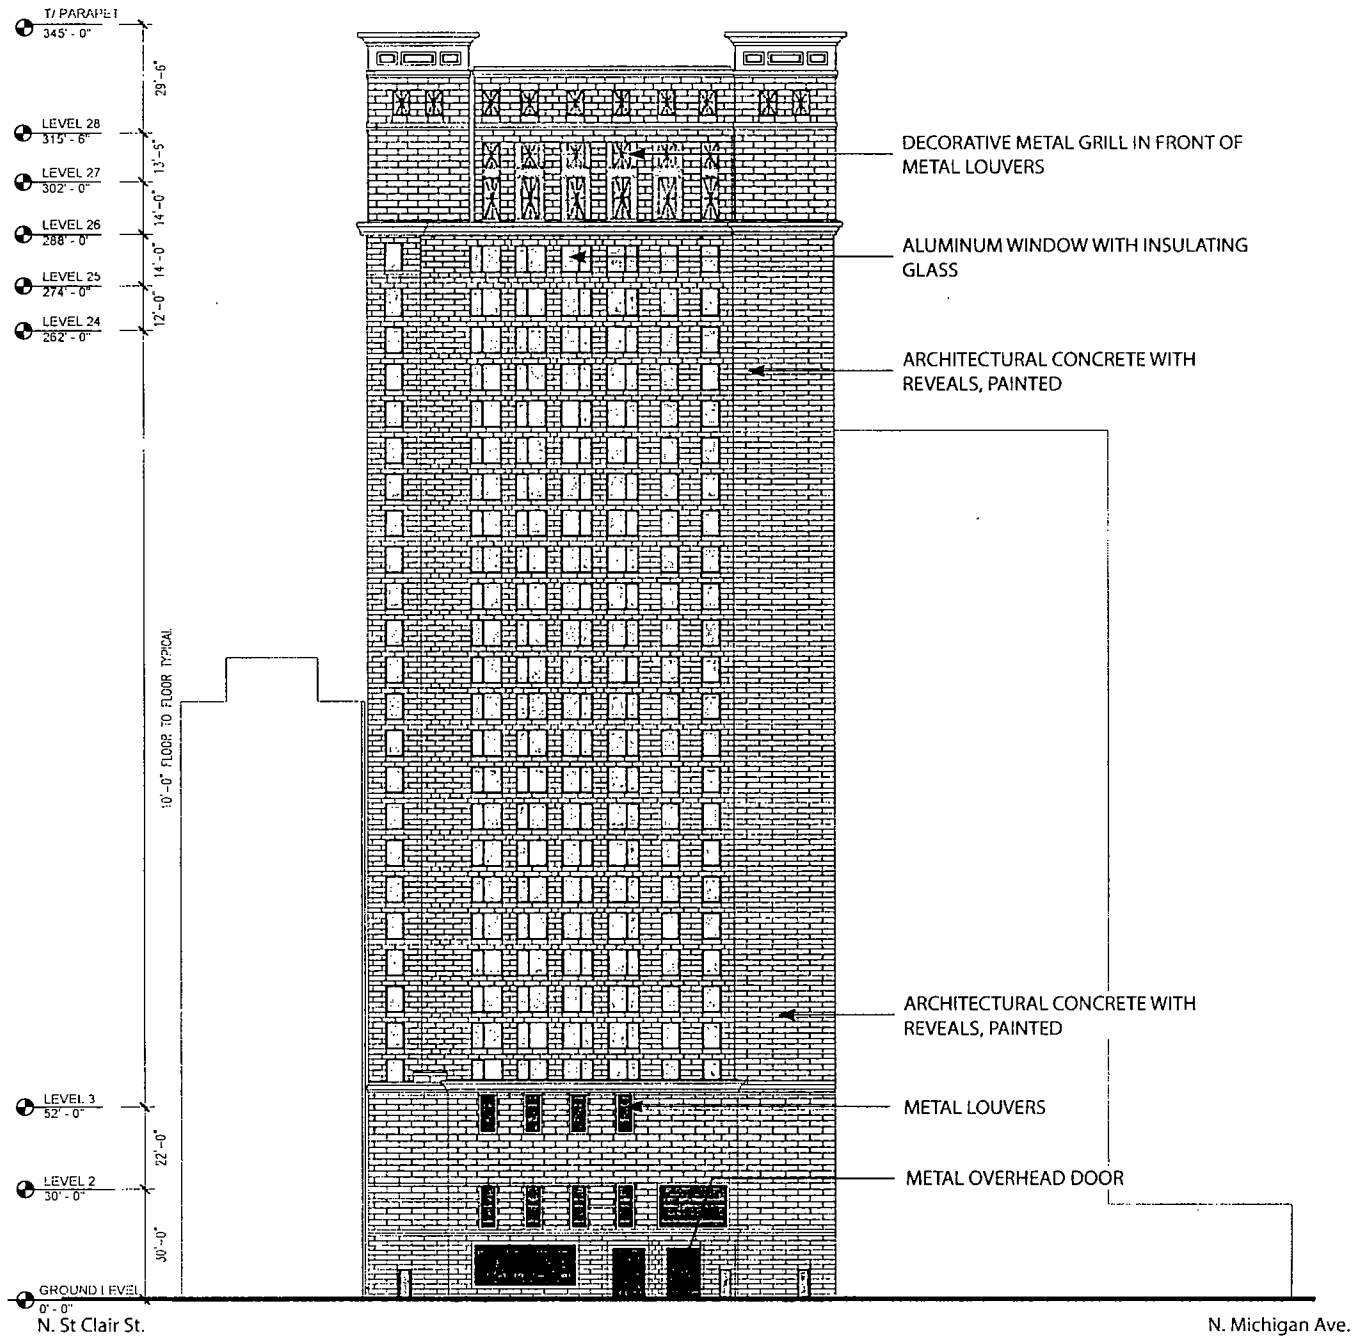 T/ PARAPET
345' - 0"
29'-6"
LEVEL 28
315' - 6"
13'-6"
LEVEL 27
302' - 0"
14'-0"
LEVEL 26
288' - 0'
14'-0"
LEVEL 25
274' - 0"
12'-0"
LEVEL 24
262' - 0"
DECORATIVE METAL GRILL IN FRONT OF
METAL LOUVERS
ALUMINUM WINDOW WITH INSULATING
GLASS
ARCHITECTURAL CONCRETE WITH
REVEALS, PAINTED
10'-0" FLOOR TO FLOOR TYPICAL
ARCHITECTURAL CONCRETE WITH
REVEALS, PAINTED
LEVEL 3
52' - 0"
METAL LOUVERS
22'-0"
LEVEL 2
30' - 0"
METAL OVERHEAD DOOR
30'-0"
GROUND LEVEL
0' - 0"
N. St Clair St.
N. Michigan Ave.